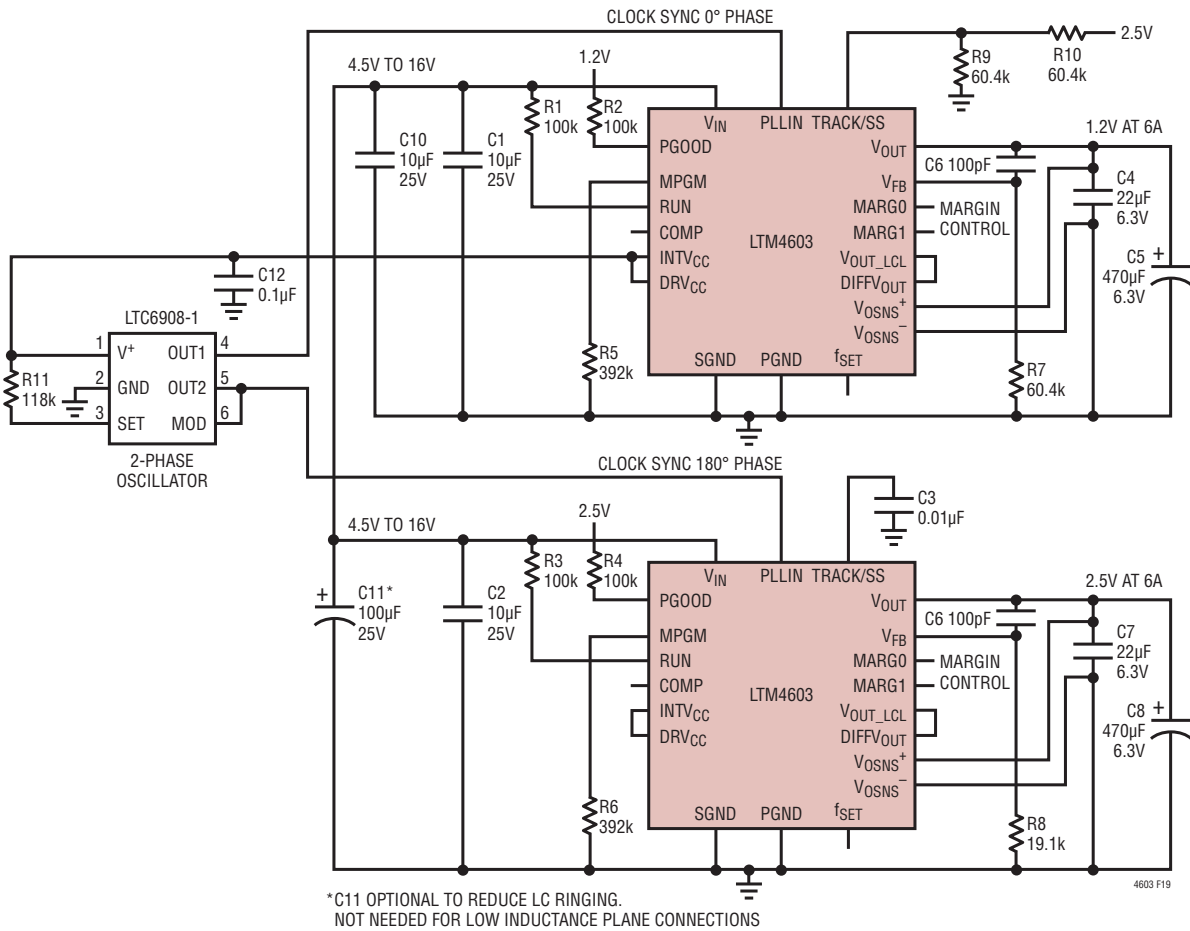 CLOCK SYNC 0° PHASE
4.5V TO 16V
1.2V
2.5V
R9
60.4k
R10
60.4k
C10
10µF
25V
C1
10µF
25V
R1
100k
R2
100k
VIN
PLLIN
TRACK/SS
PGOOD
MPGM
RUN
COMP
INTVCC
DRVCC
LTM4603
VOUT
VFB
MARG0
MARG1
VOUT_LCL
DIFFVOUT
VOSNS+
VOSNS–
SGND
PGND
fSET
1.2V AT 6A
C6 100pF
MARGIN
CONTROL
C4
22µF
6.3V
C5
470µF
6.3V
+
R5
392k
R7
60.4k
C12
0.1µF
LTC6908-1
1
V+
OUT1
4
2
GND
OUT2
5
3
SET
MOD
6
R11
118k
2-PHASE
OSCILLATOR
CLOCK SYNC 180° PHASE
4.5V TO 16V
2.5V
C3
0.01µF
+
C11*
100µF
25V
C2
10µF
25V
R3
100k
R4
100k
VIN
PLLIN
TRACK/SS
PGOOD
MPGM
RUN
COMP
INTVCC
DRVCC
LTM4603
VOUT
VFB
MARG0
MARG1
VOUT_LCL
DIFFVOUT
VOSNS+
VOSNS–
SGND
PGND
fSET
2.5V AT 6A
C6 100pF
MARGIN
CONTROL
C7
22µF
6.3V
C8
470µF
6.3V
+
R6
392k
R8
19.1k
4603 F19
*C11 OPTIONAL TO REDUCE LC RINGING.
NOT NEEDED FOR LOW INDUCTANCE PLANE CONNECTIONS